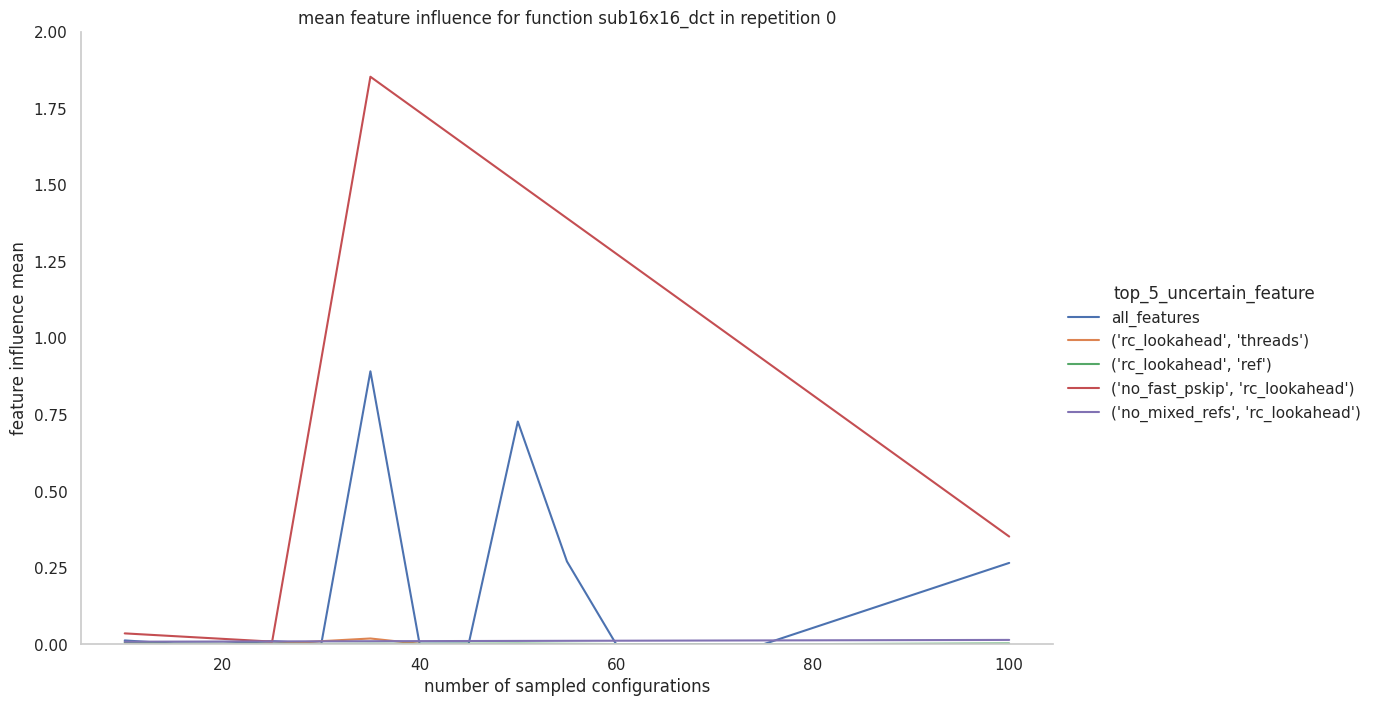 mean feature influence for function sub16x16_dct in repetition 0
2.00
1.75
1.50
1.25
1.00
0.75
0.50
0.25
0.00
feature influence mean
20
40
60
80
100
number of sampled configurations
top_5_uncertain_feature
all_features
('rc_lookahead', 'threads')
('rc_lookahead', 'ref')
('no_fast_pskip', 'rc_lookahead')
('no_mixed_refs', 'rc_lookahead')